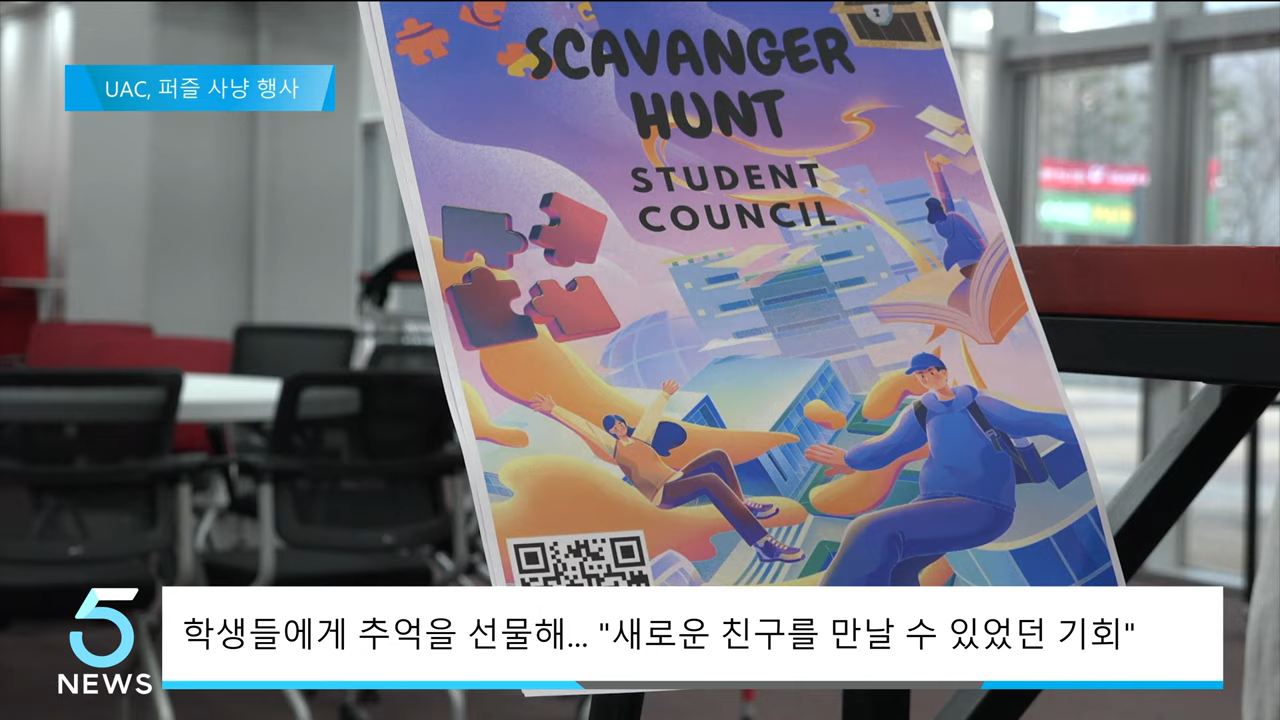 SCAVANGER
HUNT
STUDENT
COUNCIL
UAC, 퍼즐 사냥 행사
학생들에게 추억을 선물해... "새로운 친구를 만날 수 있었던 기회"
5
NEWS